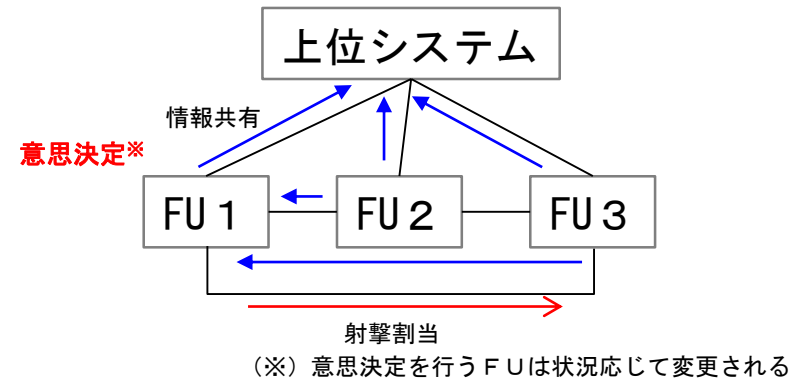 上位システム
情報共有
意思決定※
FU1
FU2
FU3
射撃割当
(※)意思決定を行うFUは状況応じて変更される